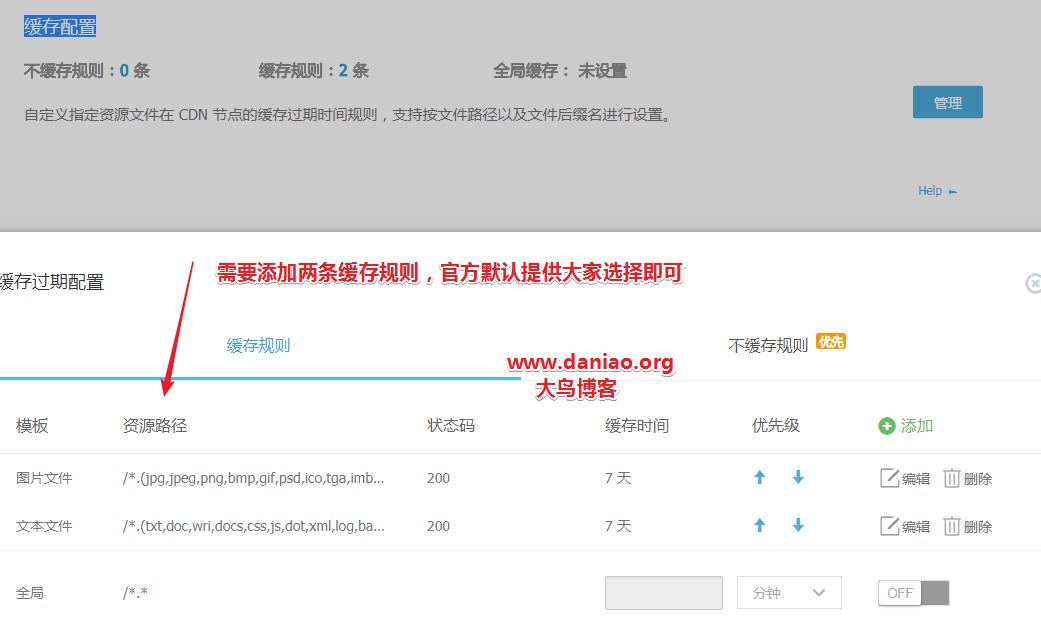 缓存配置
不缓存规则：0 条 缓存规则：2 条 全局缓存： 未设置
自定义指定资源文件在 CDN 节点的缓存过期时间规则，支持按文件路径以及文件后缀名进行设置。
管理
Help
需要添加两条缓存规则，官方默认提供大家选择即可
缓存过期配置
缓存规则 不缓存规则 优先
www.daniao.org
大鸟博客
模板 资源路径 状态码 缓存时间 优先级 添加
图片文件 /*.(jpg,jpeg,png,bmp,gif,psd,ico,tga,imb... 200 7 天 编辑 删除
文本文件 /*.(txt,doc,wri,docs,css,js,dot,xml,log,ba... 200 7 天 编辑 删除
全局 /*.* 分钟 OFF